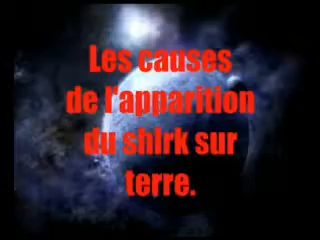 Les causes
de l'apparition
du shirk sur
terre.